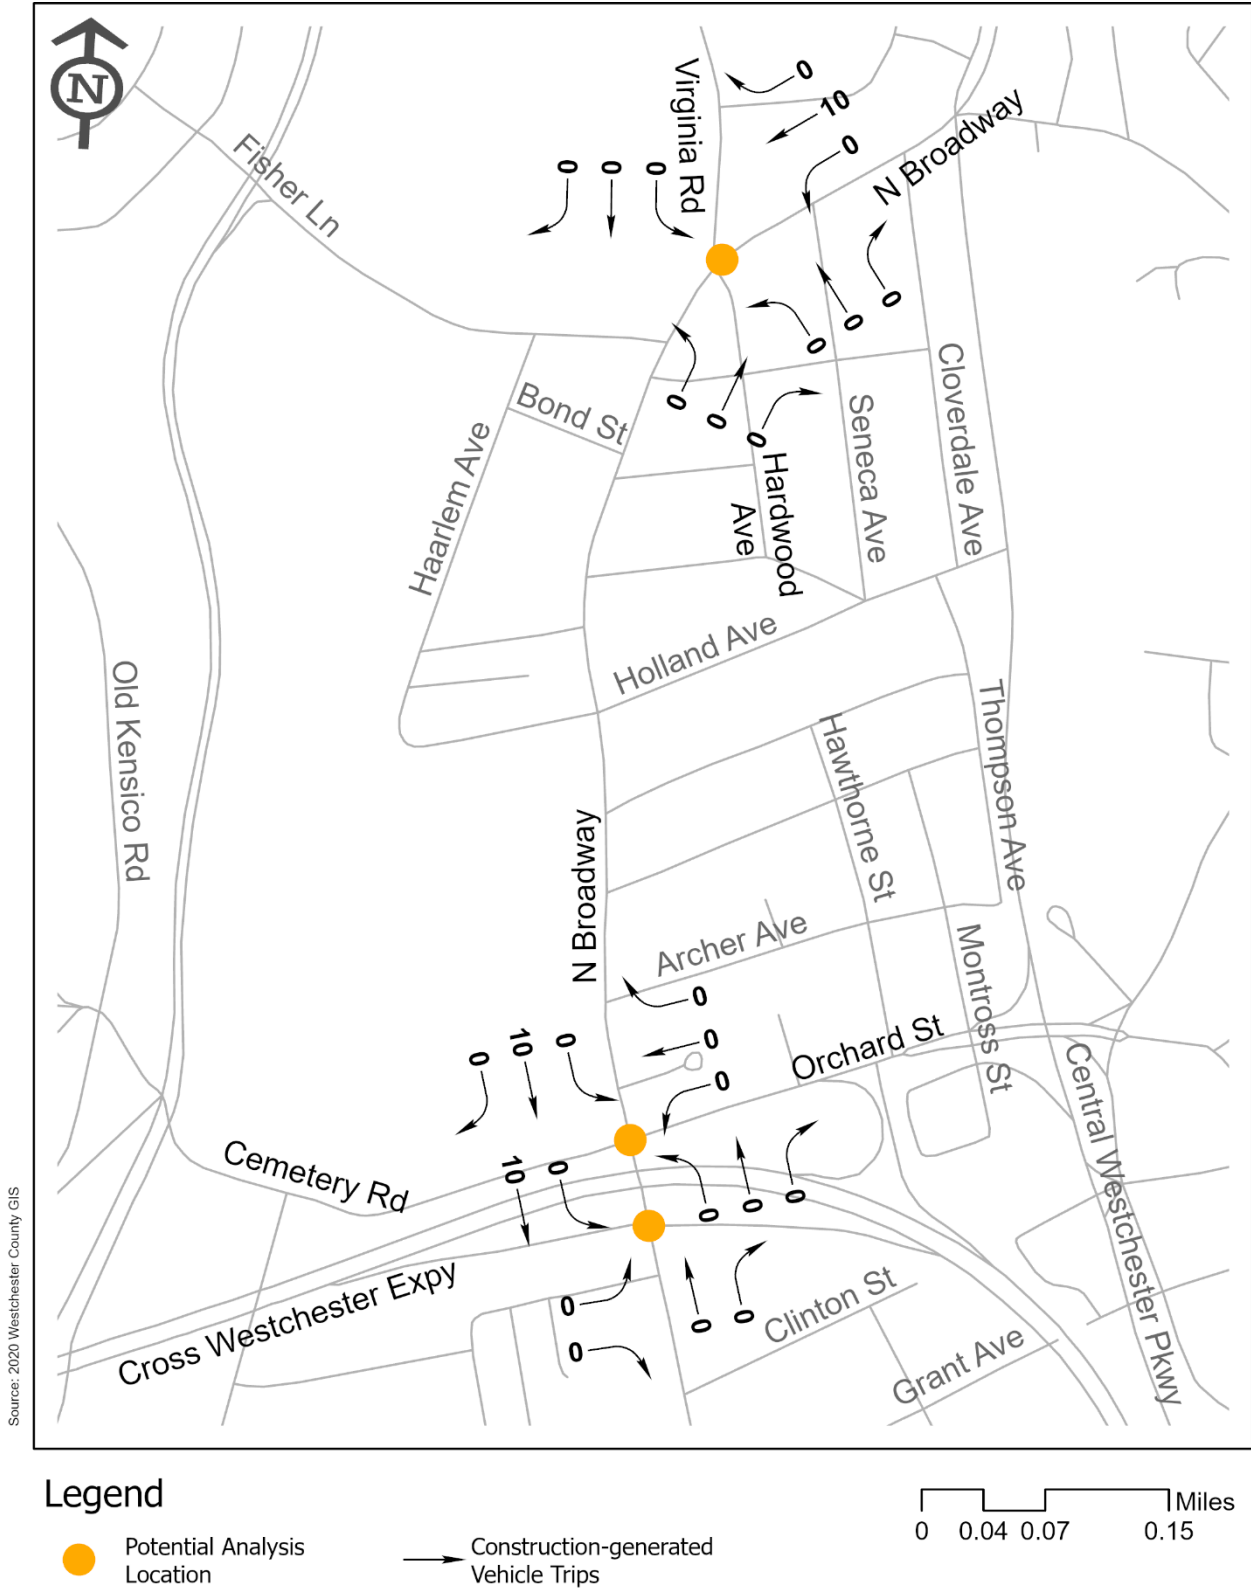 N
Virginia Rd
0
10
0
N Broadway
Fisher Ln
0
0
0
0
0
0
0
0
0
Bond St
Haarlem Ave
Hardwood
Ave
Seneca Ave
Cloverdale Ave
Holland Ave
Old Kensico Rd
Thompson Ave
Hawthorne St
N Broadway
Archer Ave
Montross St
0
0
0
0
10
0
Orchard St
Central Westchester Pkwy
Cemetery Rd
10
0
0
0
0
Cross Westchester Expy
0
0
0
0
Clinton St
Grant Ave
Source: 2020 Westchester County GIS
Legend
Potential Analysis
Location
Construction-generated
Vehicle Trips
Miles
0 0.04 0.07 0.15